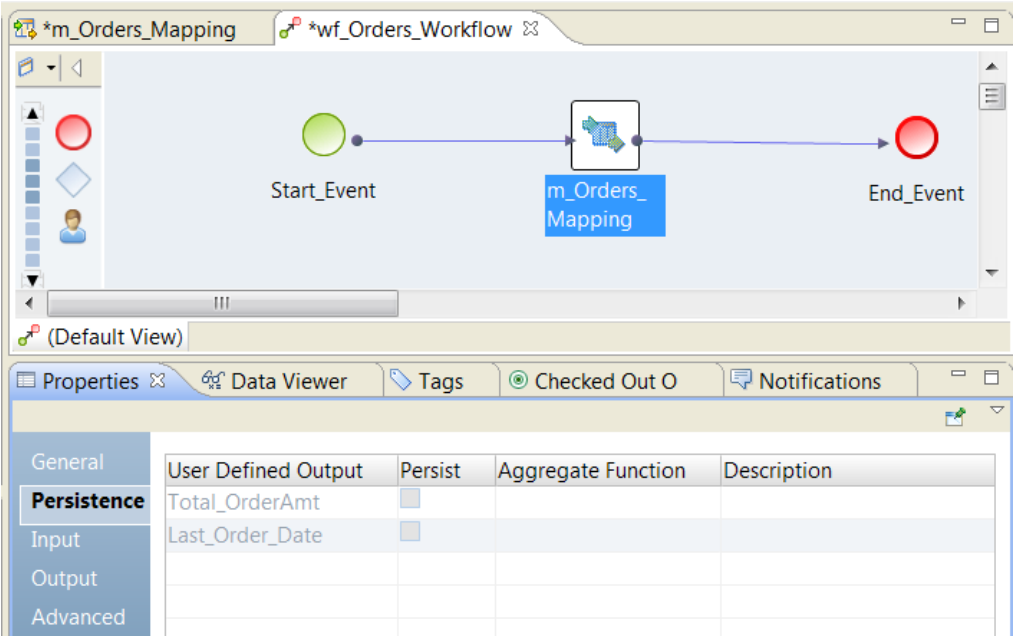 *m_Orders_Mapping
*wf_Orders_Workflow
Start_Event
m_Orders_
Mapping
End_Event
(Default View)
Properties
Data Viewer
Tags
Checked Out O
Notifications
General
Persistence
Input
Output
Advanced
User Defined Output Persist Aggregate Function Description
Total_OrderAmt
Last_Order_Date